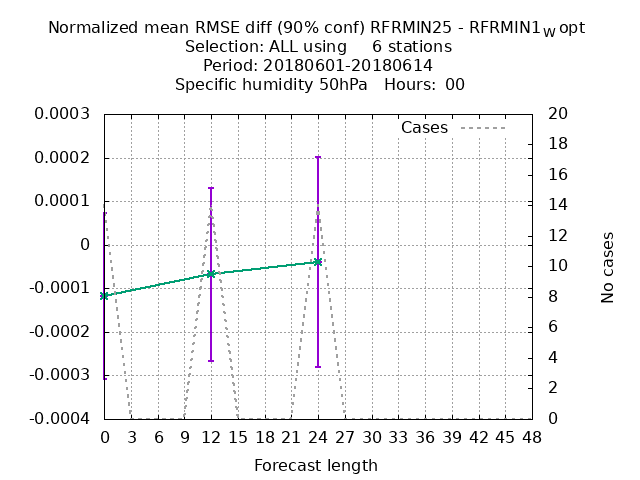 Normalized mean RMSE diff (90% conf) RFRMIN25 - RFRMIN1W opt
Selection: ALL using 6 stations
Period: 20180601-20180614
Specific humidity 50hPa Hours: 00
Cases
0.0003
0.0002
0.0001
0
-0.0001
-0.0002
-0.0003
-0.0004
20
18
16
14
12
10
8
6
4
2
0
No cases
0 3 6 9 12 15 18 21 24 27 30 33 36 39 42 45 48
Forecast length